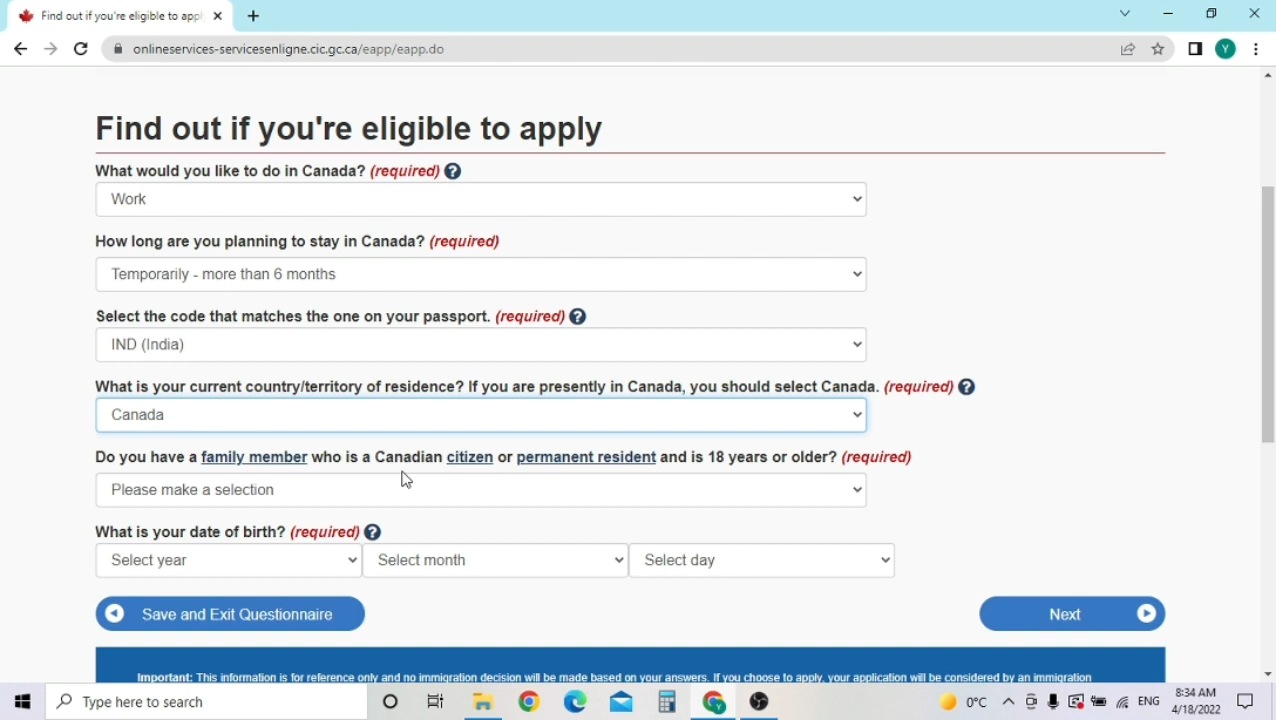 Find out if you're eligible to app
onlineservices-servicesenligne.cic.gc.ca/eapp/eapp.do
Y
Find out if you're eligible to apply
What would you like to do in Canada? (required) ?
Work
How long are you planning to stay in Canada? (required)
Temporarily - more than 6 months
Select the code that matches the one on your passport. (required) ?
IND (India)
What is your current country/territory of residence? If you are presently in Canada, you should select Canada. (required) ?
Canada
Do you have a family member who is a Canadian citizen or permanent resident and is 18 years or older? (required)
Please make a selection
What is your date of birth? (required) ?
Select year Select month Select day
Save and Exit Questionnaire Next
Important: This information is for reference only and no immigration decision will be made based on your answers. If you choose to apply, your application will be considered by an immigration
Type here to search
0°C ENG 8:34 AM
4/18/2022